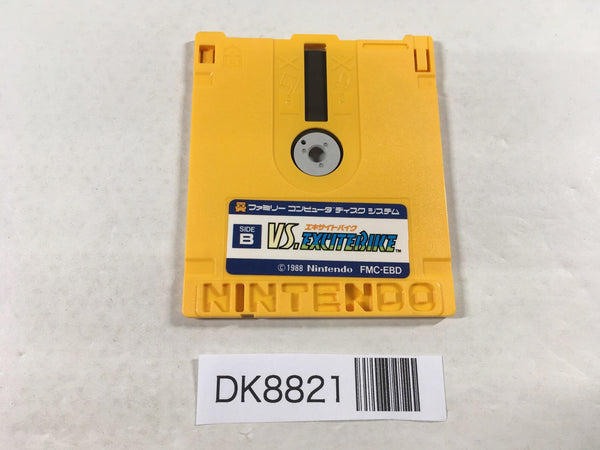 ファミリー コンピュータ ディスク システム
SIDE B
エキサイトバイク
VS. EXCITEBIKE™
©1988 Nintendo FMC-EBD
NINTENDO
DK8821